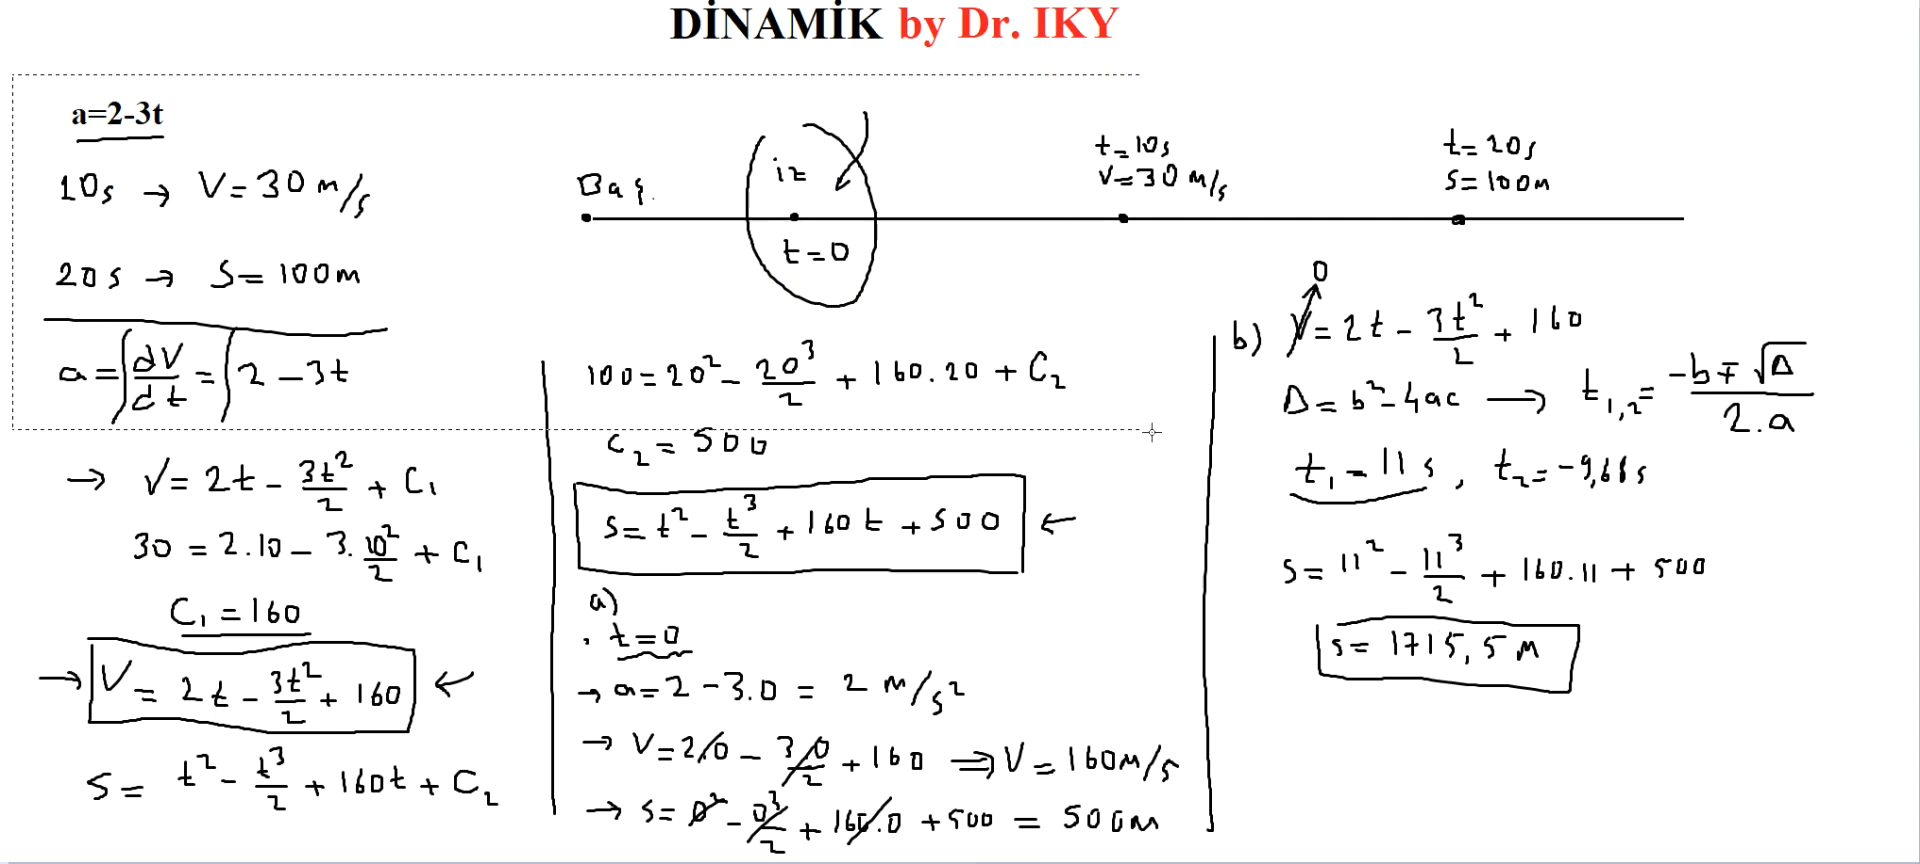 DİNAMİK by Dr. IKY
a=2-3t
10s → V=30 m/s
20s → S=100m
a=∫dV/dt=∫2-3t
→ V=2t-3t²/2+C₁
30=2.10-3.10²/2+C₁
C₁=160
→ V=2t-3t²/2+160 ←
S=t²-t³/2+160t+C₂
Baş.
iz
t=0
t=10s
V=30 m/s
t=20s
S=100m
100=20²-20³/2+160.20+C₂
C₂=500
S=t²-t³/2+160t+500 ←
a)
. t=0
→ a=2-3.0=2 m/s²
→ V=2.0-3.0/2+160 ⇒ V=160m/s
→ S=0²-0³/2+160.0+500=500m
0
b) V=2t-3t²/2+160
Δ=b²-4ac → t₁,₂=-b∓√Δ/2.a
t₁=11s, t₂=-9,68s
S=11²-11³/2+160.11+500
S=1715,5m